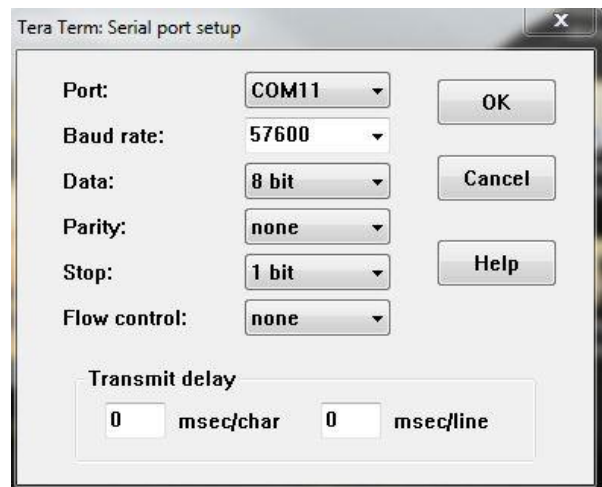 Tera Term: Serial port setup
x
Port: COM11 OK
Baud rate: 57600
Data: 8 bit Cancel
Parity: none
Stop: 1 bit Help
Flow control: none
Transmit delay
0 msec/char 0 msec/line